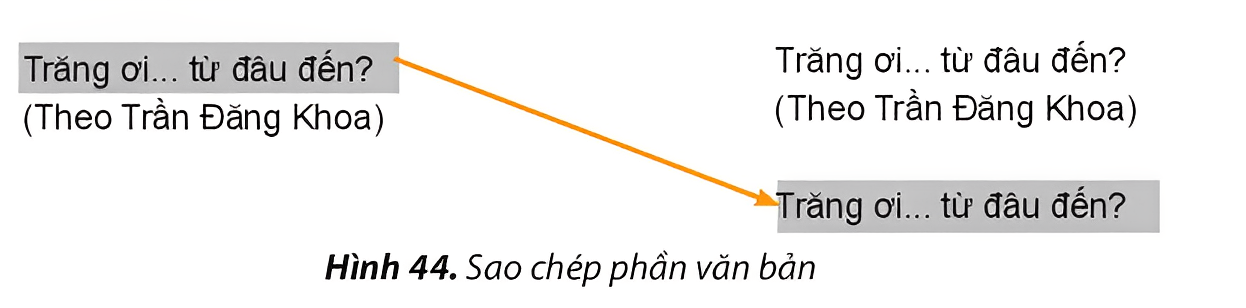 Trăng ơi... từ đâu đến?
(Theo Trần Đăng Khoa)
Trăng ơi... từ đâu đến?
(Theo Trần Đăng Khoa)
Trăng ơi... từ đâu đến?
Hình 44. Sao chép phần văn bản